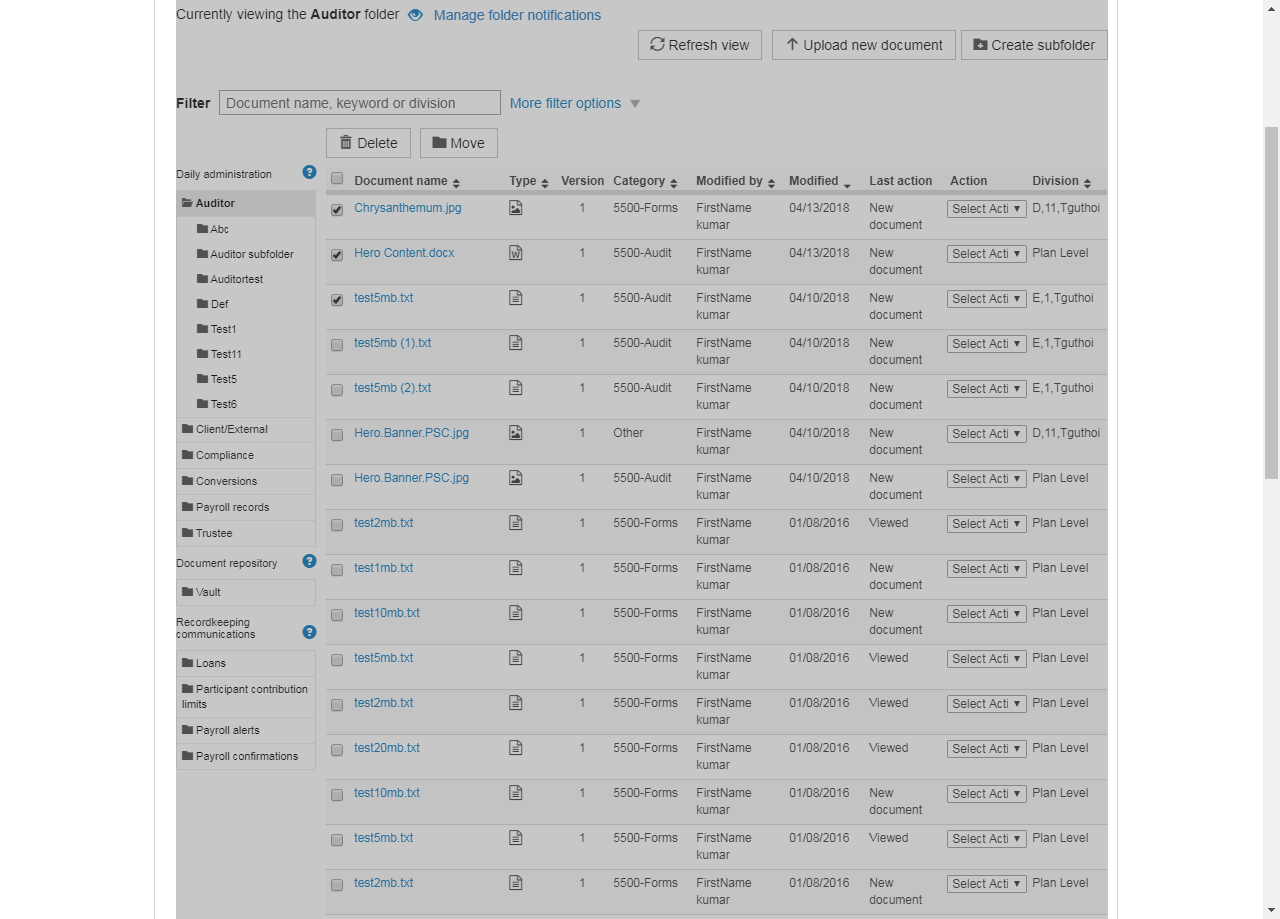 Currently viewing the Auditor folder Manage folder notifications
Refresh view Upload new document Create subfolder
Filter Document name, keyword or division More filter options
Delete Move
Daily administration ?
Auditor
Abc
Auditor subfolder
Auditortest
Def
Test1
Test11
Test5
Test6
Client/External
Compliance
Conversions
Payroll records
Trustee
Document repository ?
Vault
Recordkeeping
communications ?
Loans
Participant contribution
limits
Payroll alerts
Payroll confirmations
Document name Type Version Category Modified by Modified Last action Action Division
Chrysanthemum.jpg 1 5500-Forms FirstName 04/13/2018 New Select Acti D,11,Tguthoi
kumar document
Hero Content.docx W 1 5500-Audit FirstName 04/13/2018 New Select Acti Plan Level
kumar document
test5mb.txt 1 5500-Audit FirstName 04/10/2018 New Select Acti E,1,Tguthoi
kumar document
test5mb (1).txt 1 5500-Audit FirstName 04/10/2018 New Select Acti E,1,Tguthoi
kumar document
test5mb (2).txt 1 5500-Audit FirstName 04/10/2018 New Select Acti E,1,Tguthoi
kumar document
Hero.Banner.PSC.jpg 1 Other FirstName 04/10/2018 New Select Acti D,11,Tguthoi
kumar document
Hero.Banner.PSC.jpg 1 5500-Audit FirstName 04/10/2018 New Select Acti Plan Level
kumar document
test2mb.txt 1 5500-Forms FirstName 01/08/2016 Viewed Select Acti Plan Level
kumar
test1mb.txt 1 5500-Forms FirstName 01/08/2016 New Select Acti Plan Level
kumar document
test10mb.txt 1 5500-Forms FirstName 01/08/2016 New Select Acti Plan Level
kumar document
test5mb.txt 1 5500-Forms FirstName 01/08/2016 Viewed Select Acti Plan Level
kumar
test2mb.txt 1 5500-Forms FirstName 01/08/2016 Viewed Select Acti Plan Level
kumar
test20mb.txt 1 5500-Forms FirstName 01/08/2016 Viewed Select Acti Plan Level
kumar
test10mb.txt 1 5500-Forms FirstName 01/08/2016 New Select Acti Plan Level
kumar document
test5mb.txt 1 5500-Forms FirstName 01/08/2016 Viewed Select Acti Plan Level
kumar
test2mb.txt 1 5500-Forms FirstName 01/08/2016 New Select Acti Plan Level
kumar document